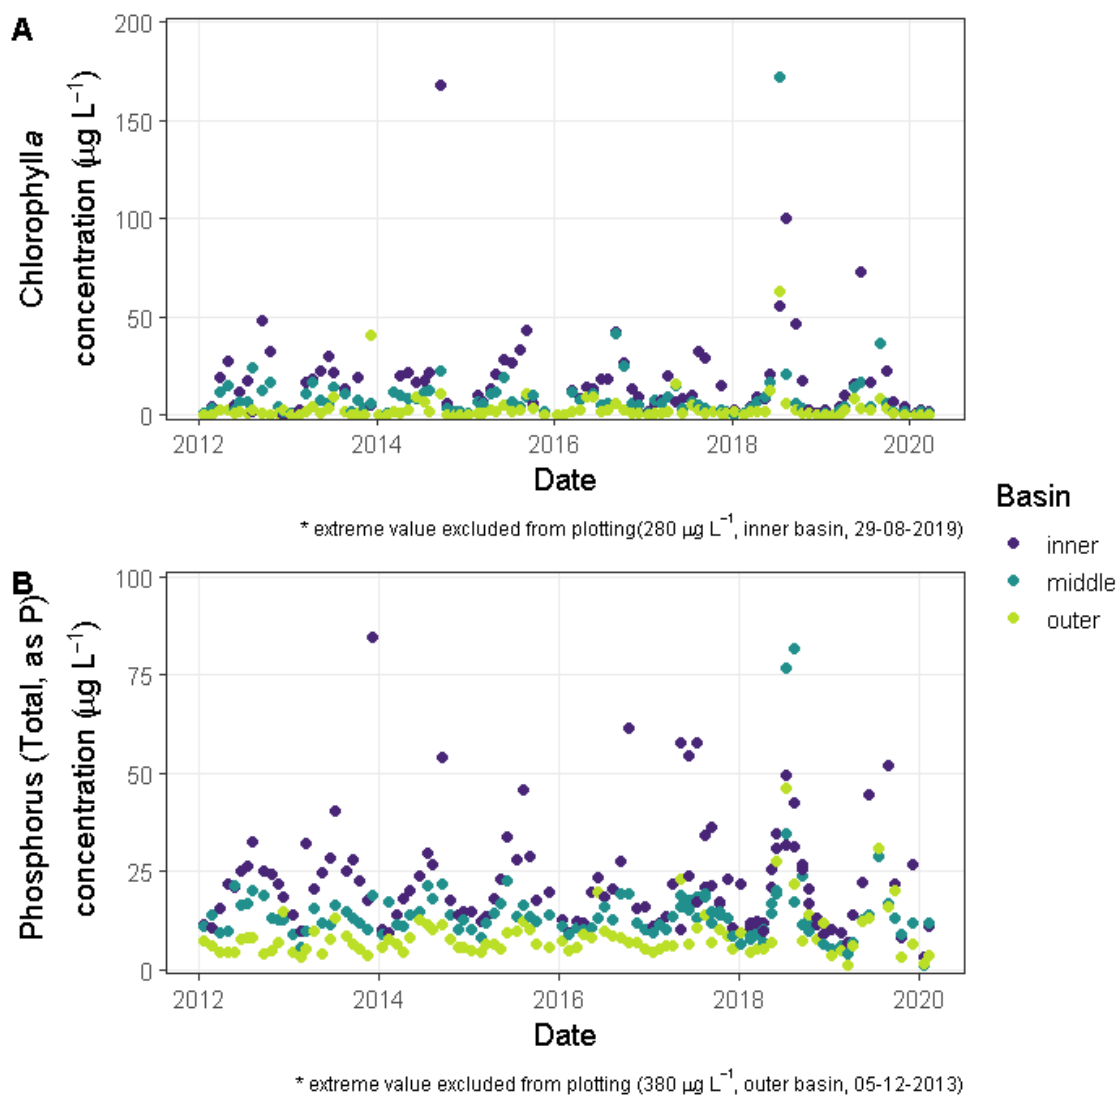 A
200
150
100
50
0
Chlorophyll a
concentration (μg L⁻¹)
2012 2014 2016 2018 2020
Date
* extreme value excluded from plotting(280 μg L⁻¹, inner basin, 29-08-2019)
Basin
inner
middle
outer
B
100
75
50
25
0
Phosphorus (Total, as P)
concentration (μg L⁻¹)
2012 2014 2016 2018 2020
Date
* extreme value excluded from plotting (380 μg L⁻¹, outer basin, 05-12-2013)